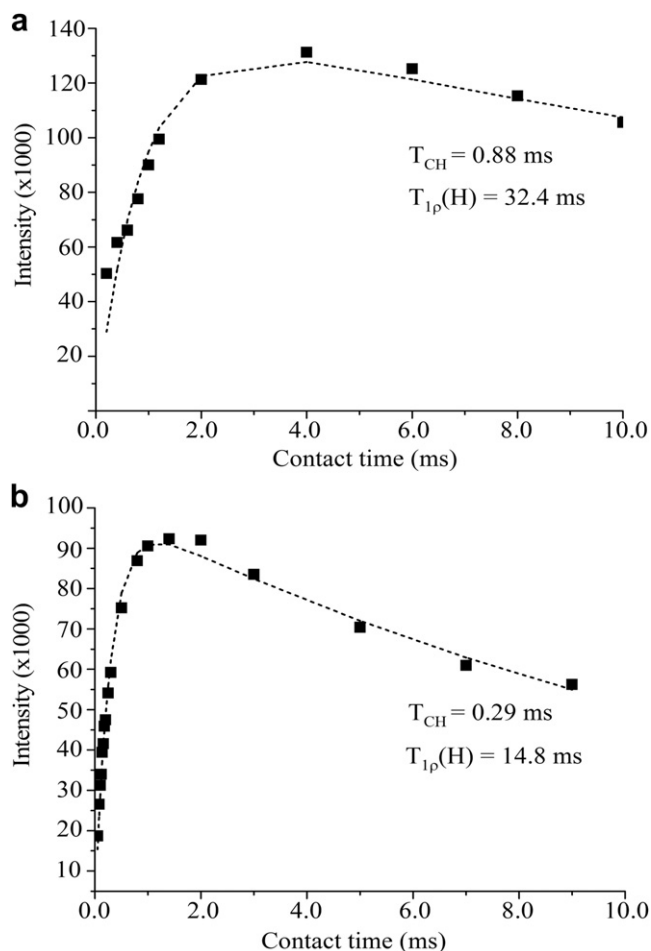 a
140
120
100
80
60
40
20
Intensity (x1000)
T_CH = 0.88 ms
T_1ρ(H) = 32.4 ms
0.0 2.0 4.0 6.0 8.0 10.0
Contact time (ms)
b
100
90
80
70
60
50
40
30
20
10
Intensity (x1000)
T_CH = 0.29 ms
T_1ρ(H) = 14.8 ms
0.0 2.0 4.0 6.0 8.0 10.0
Contact time (ms)